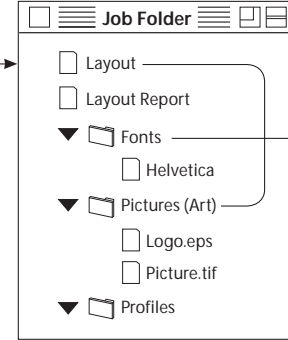 Job Folder
Layout
Layout Report
Fonts
Helvetica
Pictures (Art)
Logo.eps
Picture.tif
Profiles